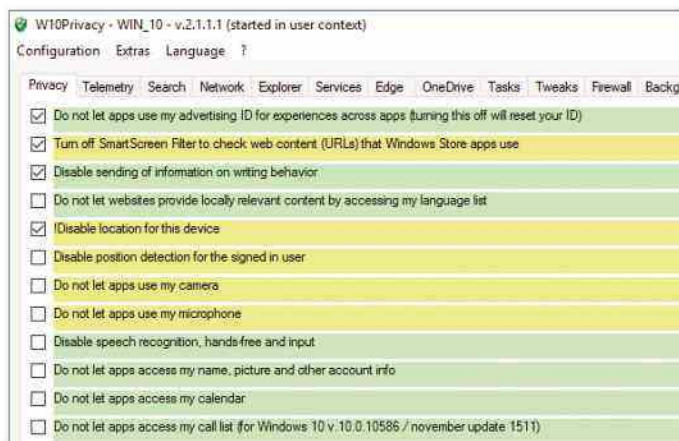 W10Privacy - WIN_10 - v.2.1.1.1 (started in user context)
Configuration Extras Language ?
Privacy Telemetry Search Network Explorer Services Edge OneDrive Tasks Tweaks Firewall Backg
Do not let apps use my advertising ID for experiences across apps (turning this off will reset your ID)
Turn off SmartScreen Filter to check web content (URLs) that Windows Store apps use
Disable sending of information on writing behavior
Do not let websites provide locally relevant content by accessing my language list
!Disable location for this device
Disable position detection for the signed in user
Do not let apps use my camera
Do not let apps use my microphone
Disable speech recognition, hands-free and input
Do not let apps access my name, picture and other account info
Do not let apps access my calendar
Do not let apps access my call list (for Windows 10 v.10.0.10586 / november update 1511)